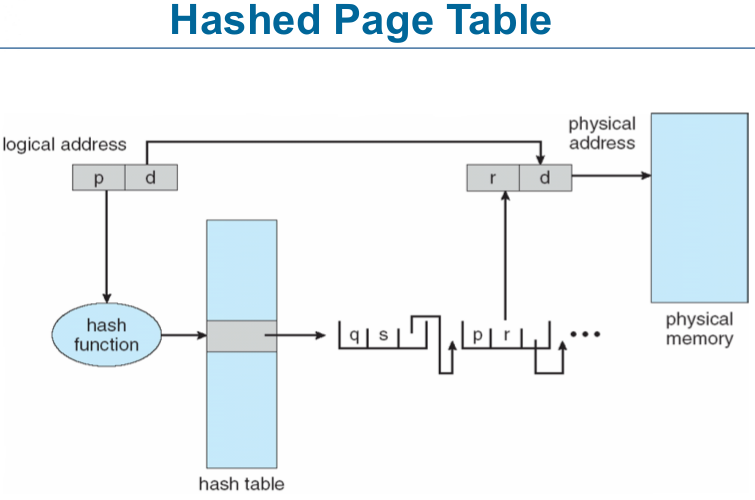 Hashed Page Table
logical address
physical
address
p d
r d
hash
function
q s
p r
•••
physical
memory
hash table